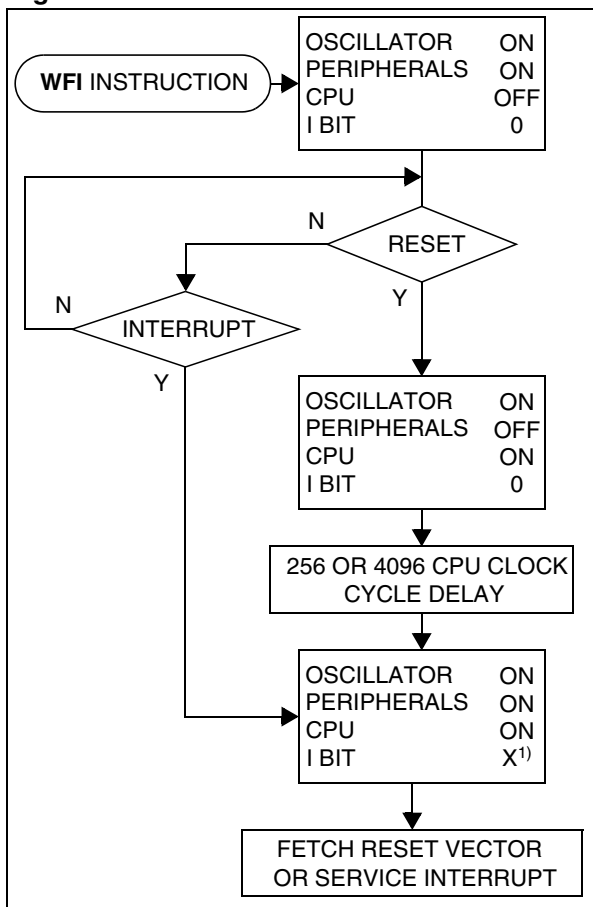 WFI INSTRUCTION
OSCILLATOR ON
PERIPHERALS ON
CPU OFF
I BIT 0
N
RESET
Y
N
INTERRUPT
Y
OSCILLATOR ON
PERIPHERALS OFF
CPU ON
I BIT 0
256 OR 4096 CPU CLOCK
CYCLE DELAY
OSCILLATOR ON
PERIPHERALS ON
CPU ON
I BIT X1)
FETCH RESET VECTOR
OR SERVICE INTERRUPT